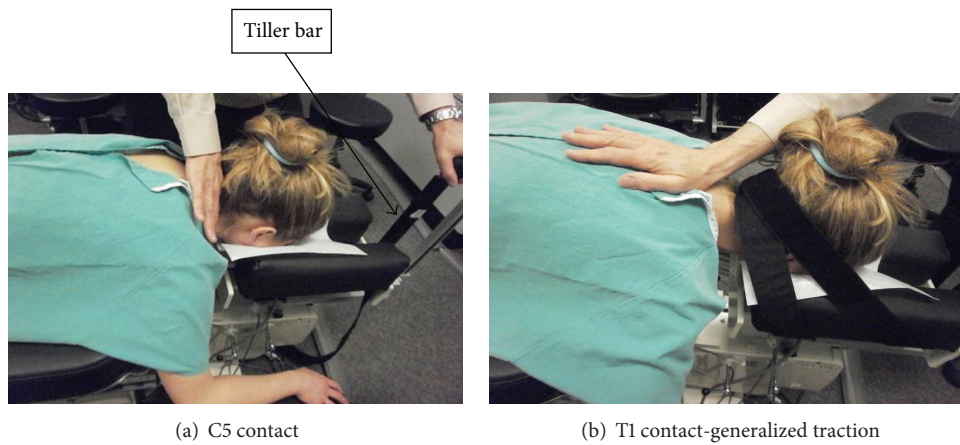 Tiller bar
(a) C5 contact
(b) T1 contact-generalized traction